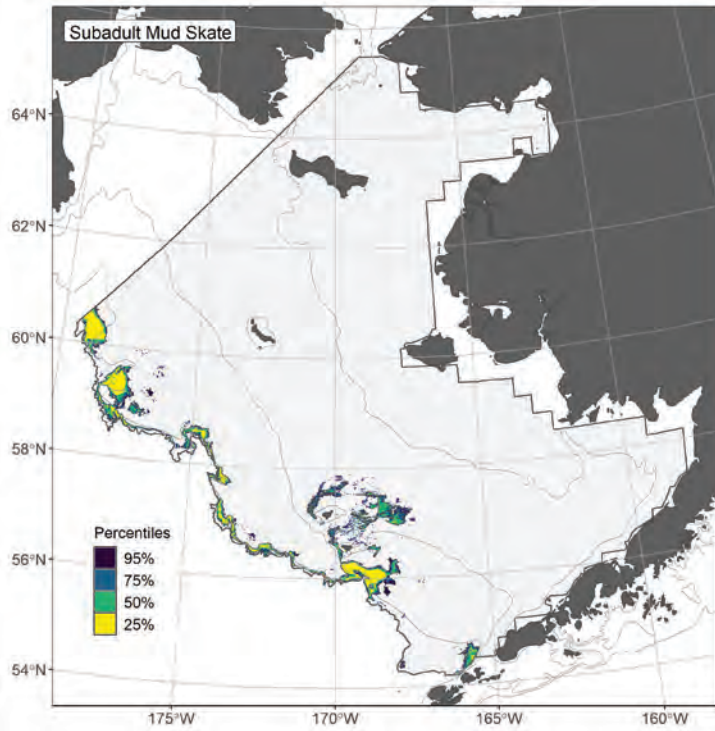 Subadult Mud Skate
64°N
62°N
60°N
58°N
56°N
54°N
Percentiles
95%
75%
50%
25%
175°W
170°W
165°W
160°W